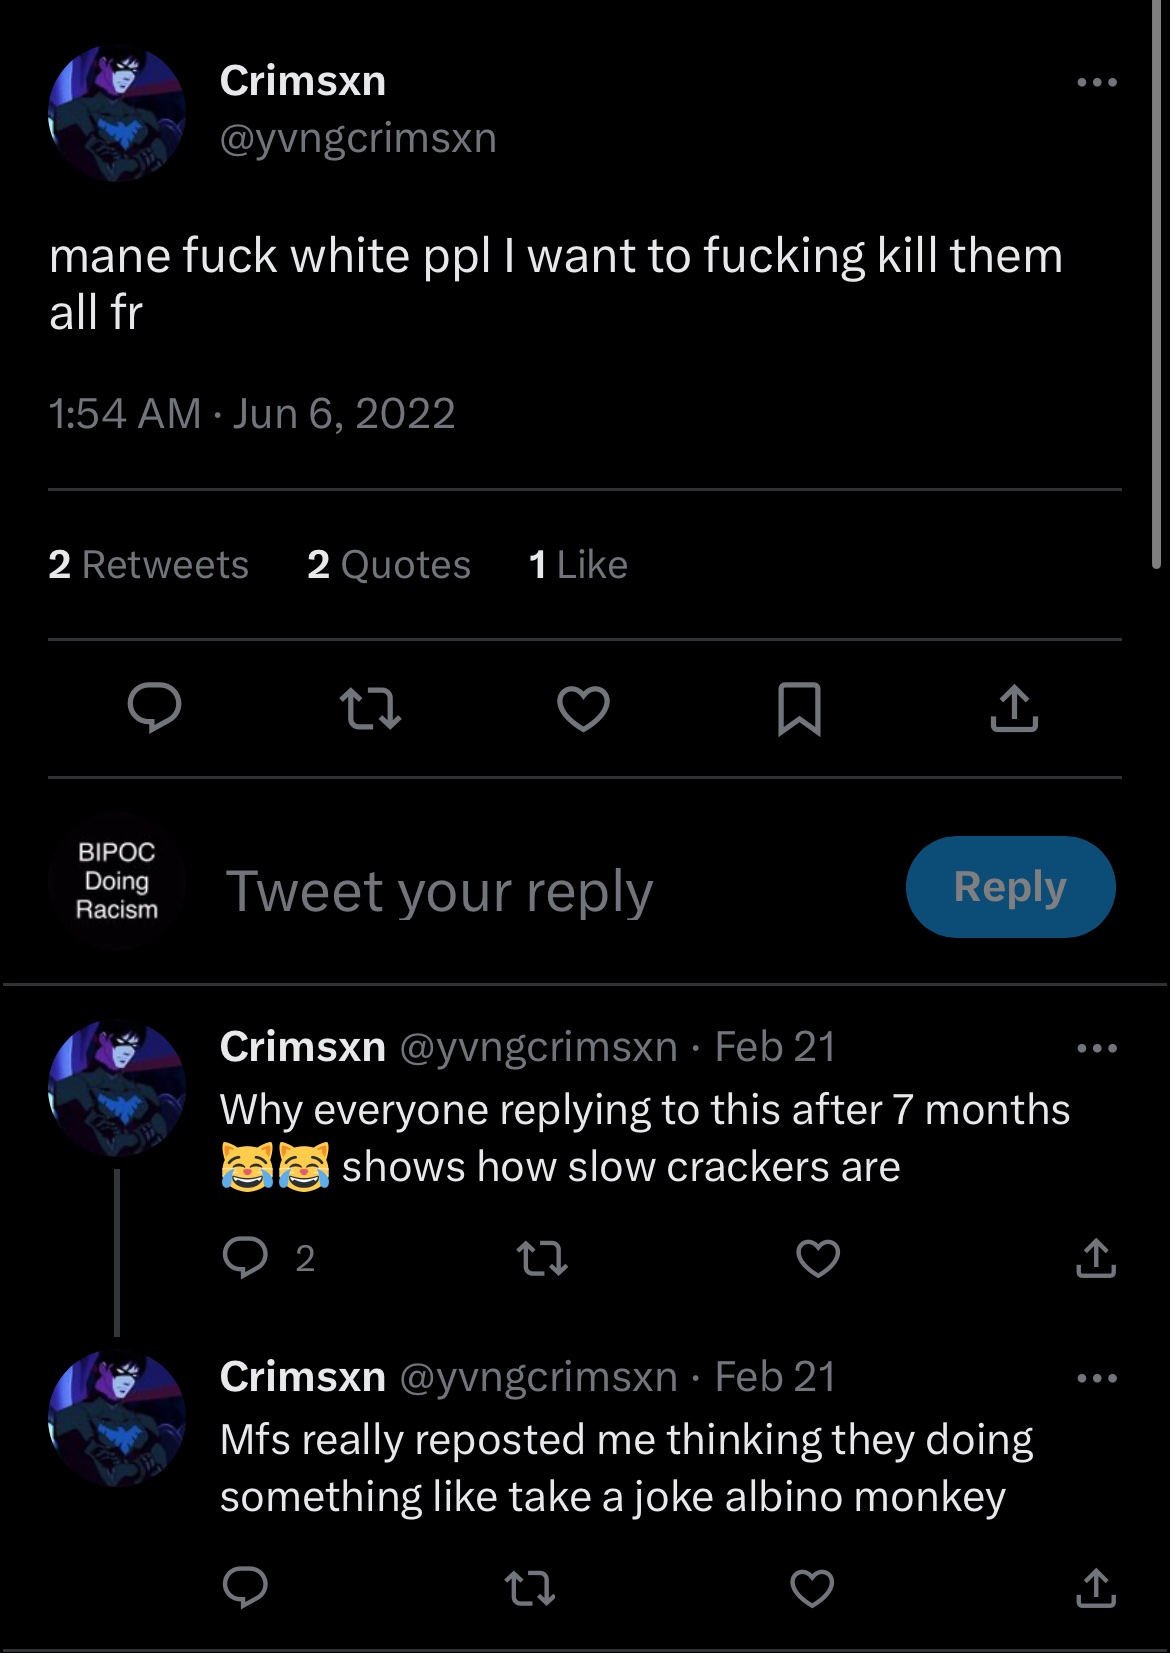 Crimsxn
@yvngcrimsxn
mane fuck white ppl I want to fucking kill them
all fr
1:54 AM · Jun 6, 2022
2 Retweets 2 Quotes 1 Like
BIPOC
Doing
Racism
Tweet your reply
Reply
Crimsxn @yvngcrimsxn · Feb 21
Why everyone replying to this after 7 months
😹😹 shows how slow crackers are
2
Crimsxn @yvngcrimsxn · Feb 21
Mfs really reposted me thinking they doing
something like take a joke albino monkey